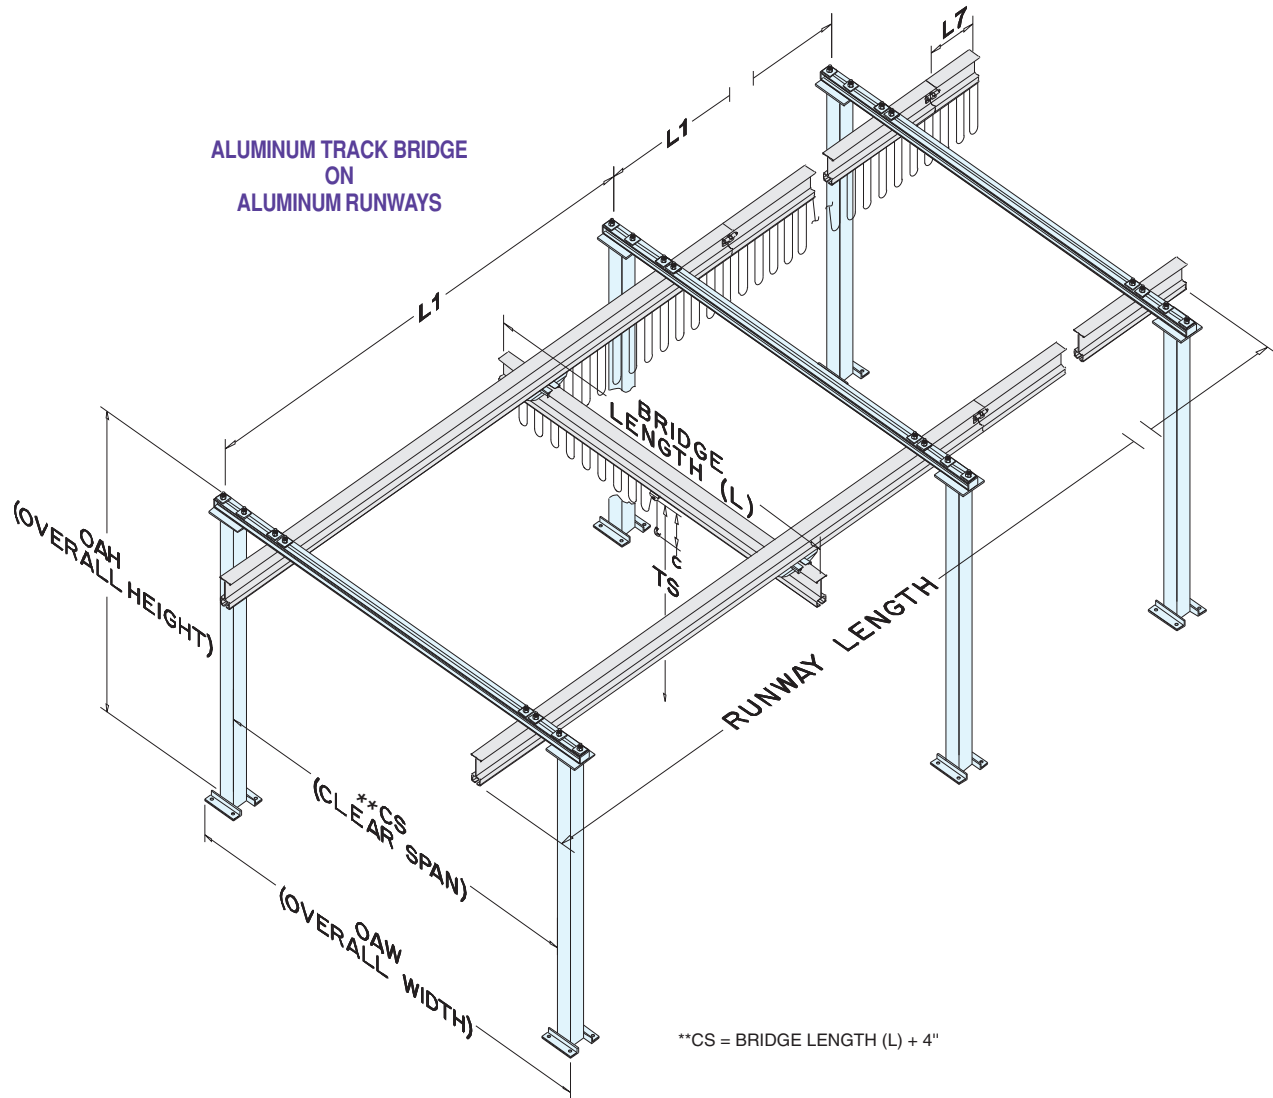 L7
L1
ALUMINUM TRACK BRIDGE
ON
ALUMINUM RUNWAYS
L1
BRIDGE
LENGTH (L)
OAH
(OVERALL HEIGHT)
C
TS
RUNWAY LENGTH
**CS
(CLEAR SPAN)
OAW
(OVERALL WIDTH)
**CS = BRIDGE LENGTH (L) + 4"